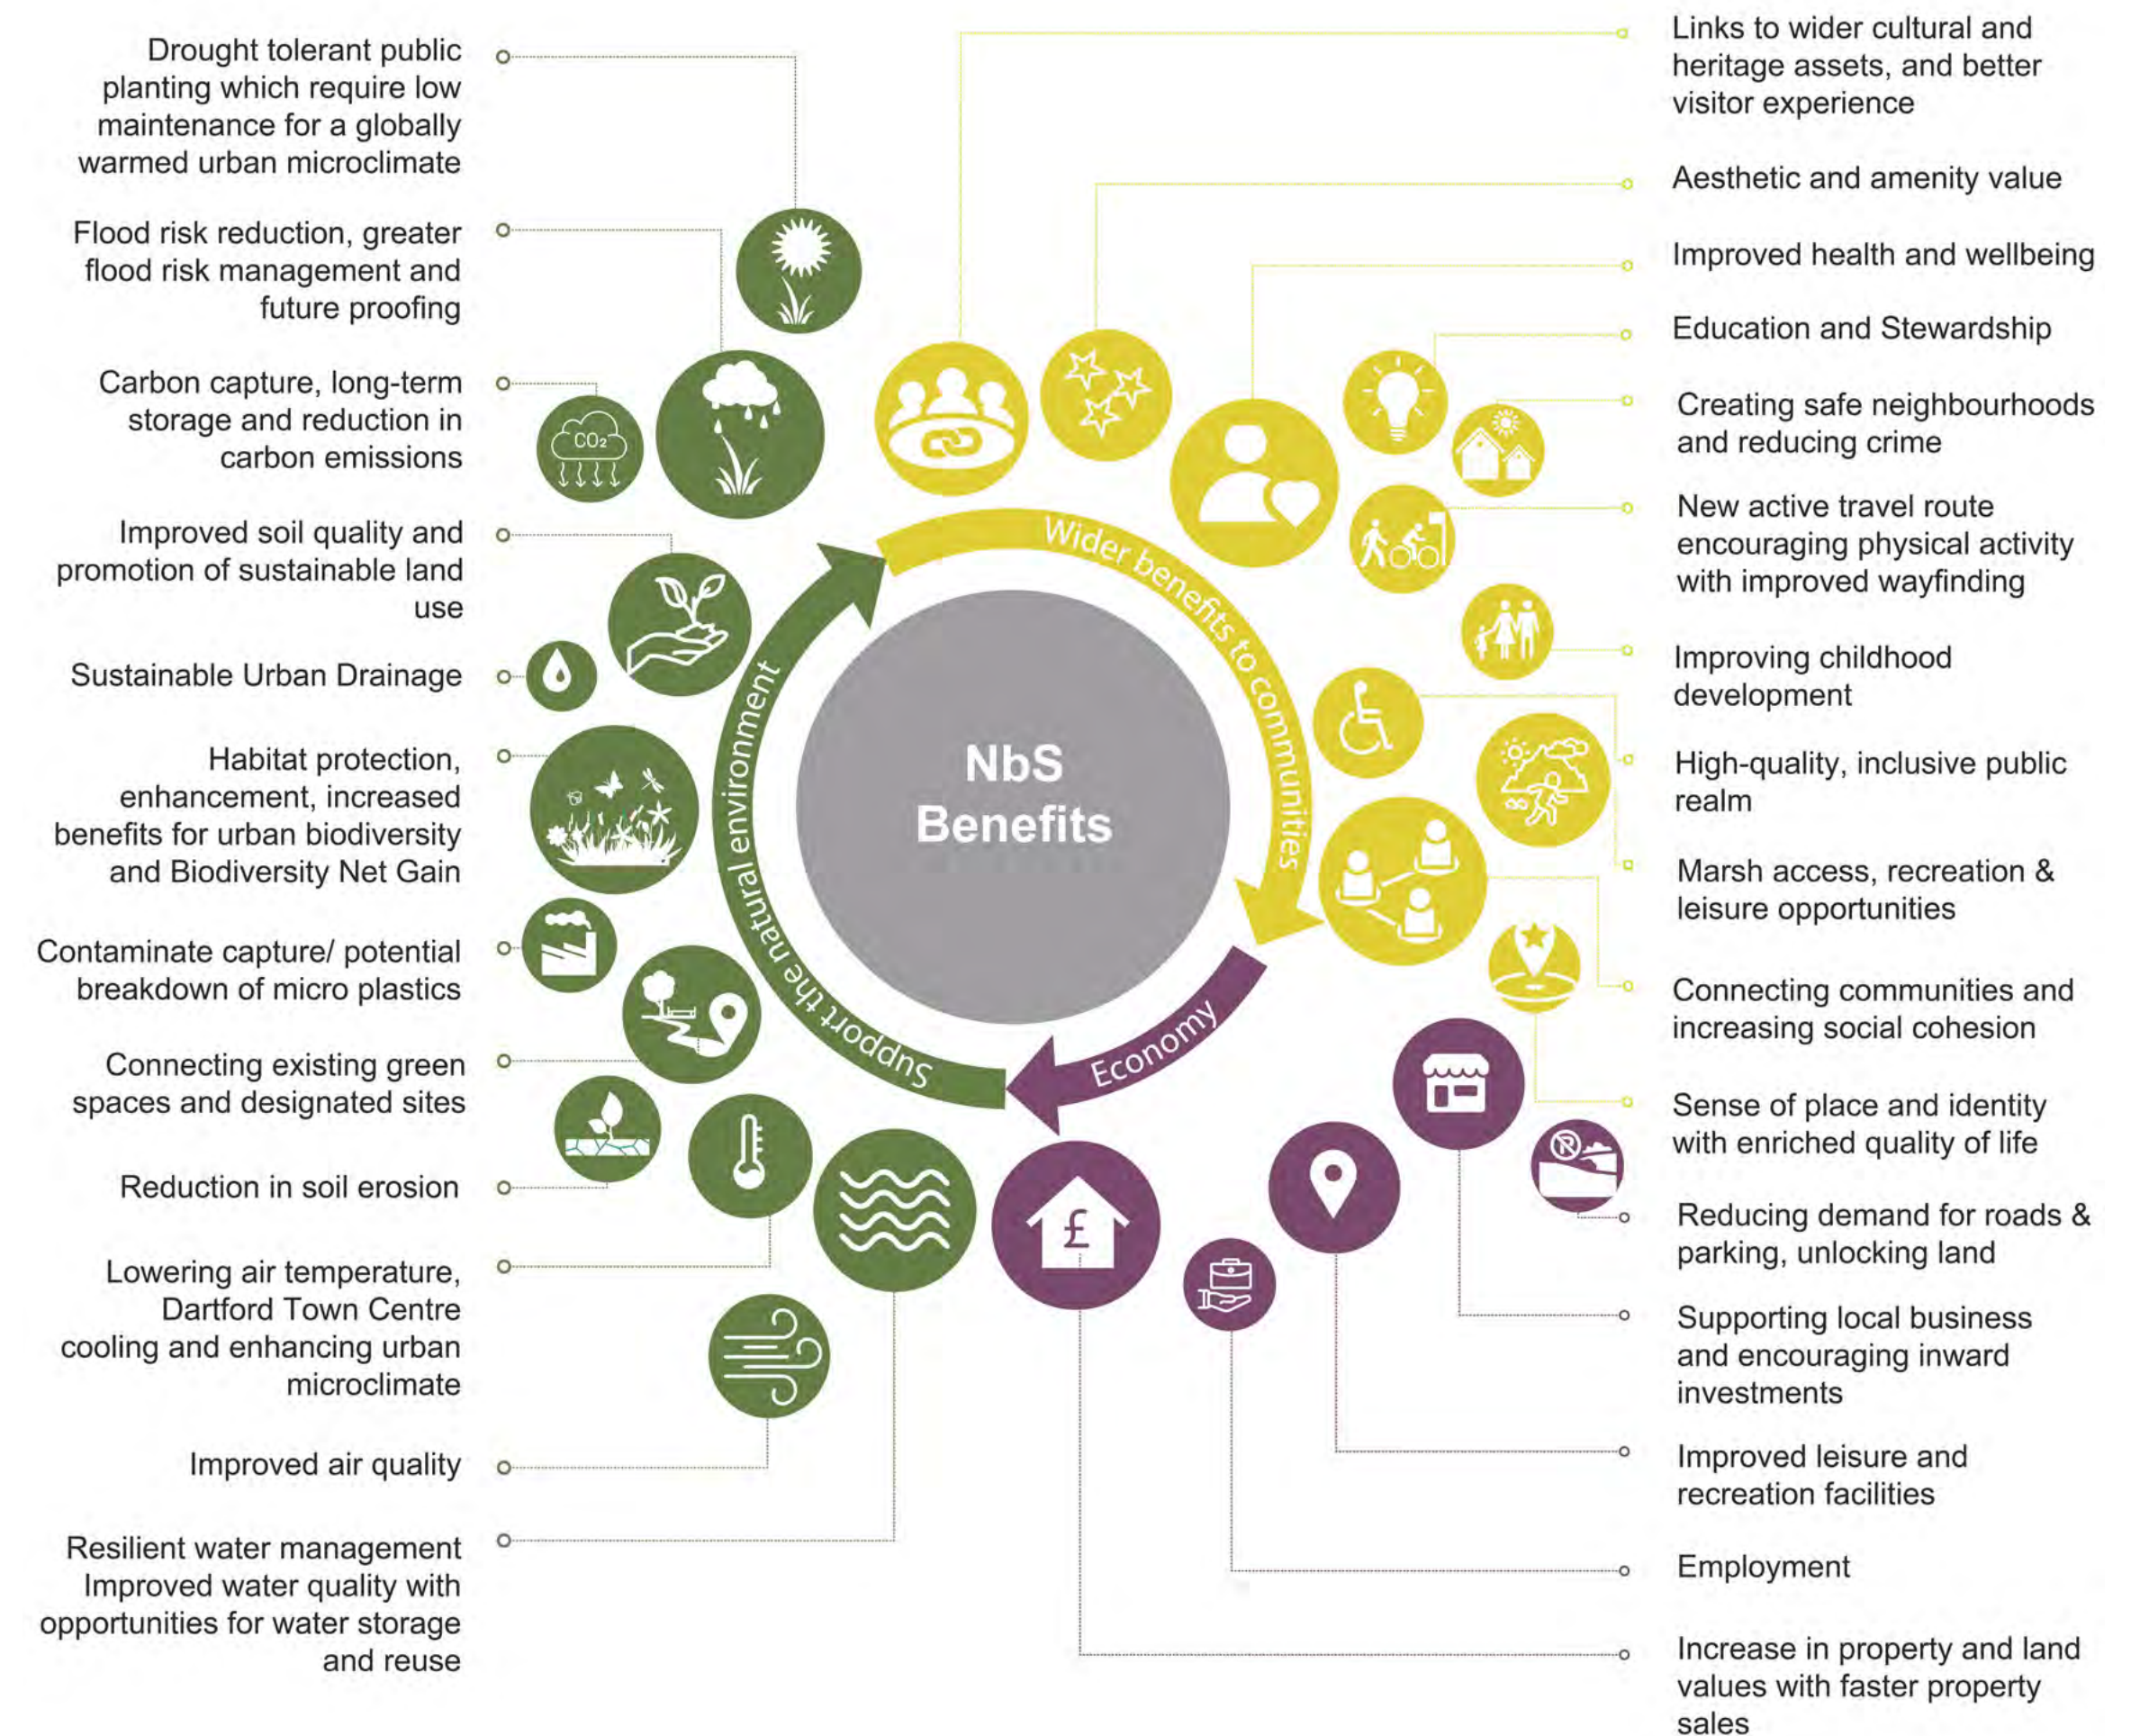 Drought tolerant public
planting which require low
maintenance for a globally
warmed urban microclimate
Flood risk reduction, greater
flood risk management and
future proofing
Carbon capture, long-term
storage and reduction in
carbon emissions
Improved soil quality and
promotion of sustainable land
use
Sustainable Urban Drainage
Habitat protection,
enhancement, increased
benefits for urban biodiversity
and Biodiversity Net Gain
Contaminate capture/ potential
breakdown of micro plastics
Connecting existing green
spaces and designated sites
Reduction in soil erosion
Lowering air temperature,
Dartford Town Centre
cooling and enhancing urban
microclimate
Improved air quality
Resilient water management
Improved water quality with
opportunities for water storage
and reuse
CO2
Support the natural environment
Wider benefits to communities
Economy
NbS
Benefits
£
R
Links to wider cultural and
heritage assets, and better
visitor experience
Aesthetic and amenity value
Improved health and wellbeing
Education and Stewardship
Creating safe neighbourhoods
and reducing crime
New active travel route
encouraging physical activity
with improved wayfinding
Improving childhood
development
High-quality, inclusive public
realm
Marsh access, recreation &
leisure opportunities
Connecting communities and
increasing social cohesion
Sense of place and identity
with enriched quality of life
Reducing demand for roads &
parking, unlocking land
Supporting local business
and encouraging inward
investments
Improved leisure and
recreation facilities
Employment
Increase in property and land
values with faster property
sales